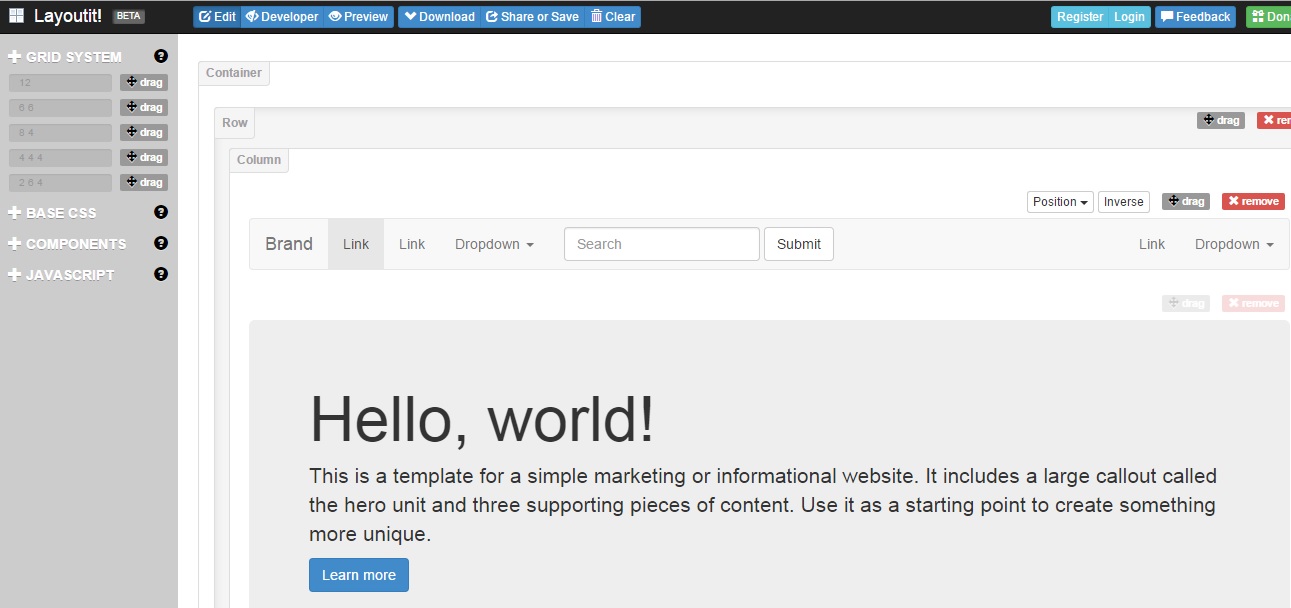 Layoutit! BETA Edit Developer Preview Download Share or Save Clear Register Login Feedback Don
GRID SYSTEM
12 drag
6 6 drag
8 4 drag
4 4 4 drag
2 6 4 drag
BASE CSS
COMPONENTS
JAVASCRIPT
Container
Row drag rer
Column
Position Inverse drag remove
Brand Link Link Dropdown Search Submit Link Dropdown
drag remove
Hello, world!
This is a template for a simple marketing or informational website. It includes a large callout called
the hero unit and three supporting pieces of content. Use it as a starting point to create something
more unique.
Learn more